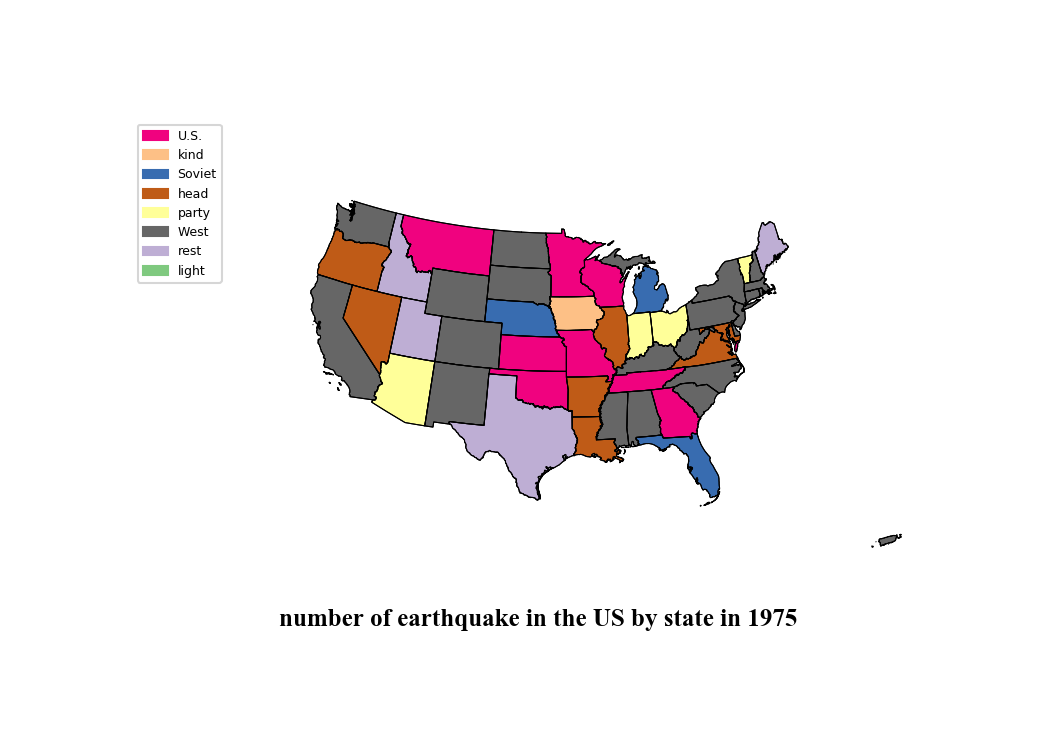 U.S.
kind
Soviet
head
party
West
rest
light
number of earthquake in the US by state in 1975